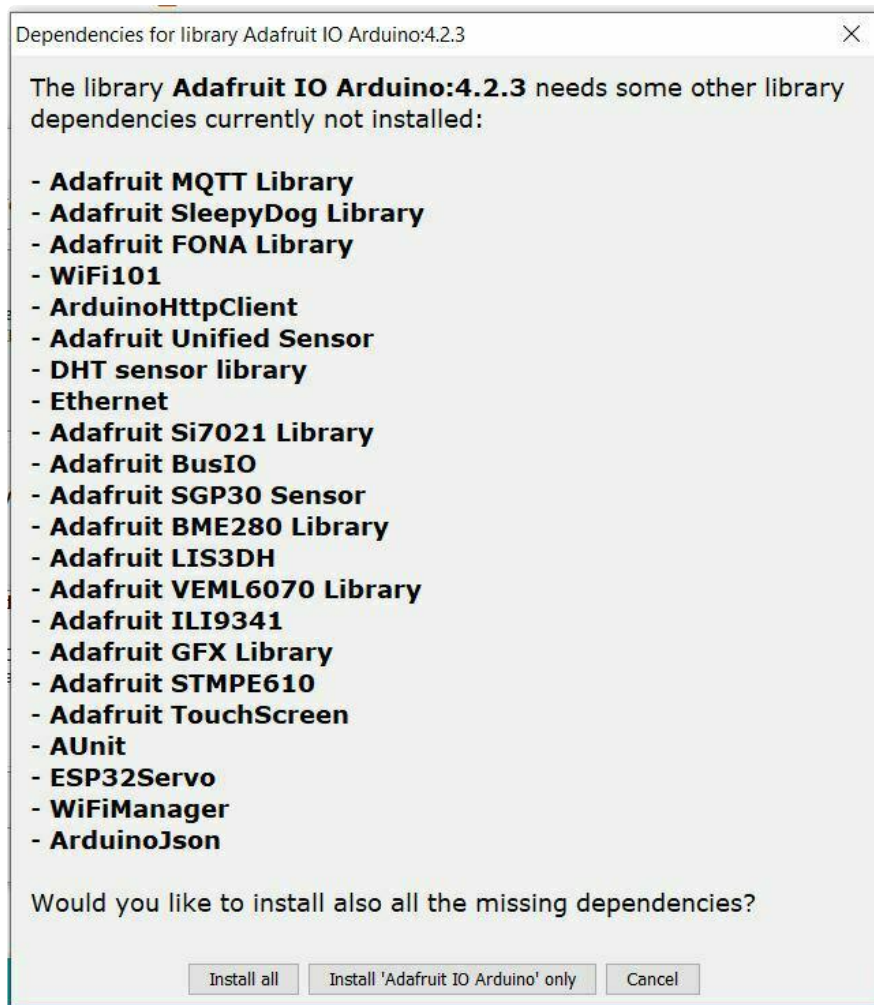 Dependencies for library Adafruit IO Arduino:4.2.3
The library Adafruit IO Arduino:4.2.3 needs some other library
dependencies currently not installed:
- Adafruit MQTT Library
- Adafruit SleepyDog Library
- Adafruit FONA Library
- WiFi101
- ArduinoHttpClient
- Adafruit Unified Sensor
- DHT sensor library
- Ethernet
- Adafruit Si7021 Library
- Adafruit BusIO
- Adafruit SGP30 Sensor
- Adafruit BME280 Library
- Adafruit LIS3DH
- Adafruit VEML6070 Library
- Adafruit ILI9341
- Adafruit GFX Library
- Adafruit STMPE610
- Adafruit TouchScreen
- AUnit
- ESP32Servo
- WiFiManager
- ArduinoJson
Would you like to install also all the missing dependencies?
Install all Install 'Adafruit IO Arduino' only Cancel